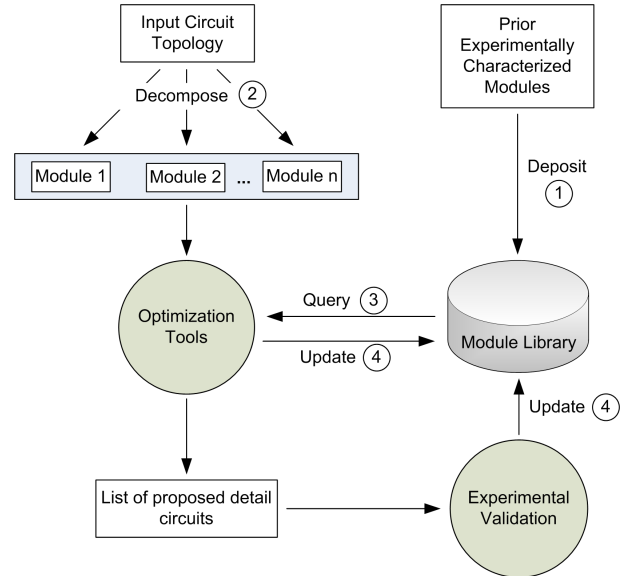 Input Circuit
Topology
Prior
Experimentally
Characterized
Modules
Decompose 2
Deposit
1
Module 1
Module 2
...
Module n
Optimization
Tools
Query 3
Update 4
Module Library
Update 4
List of proposed detail
circuits
Experimental
Validation